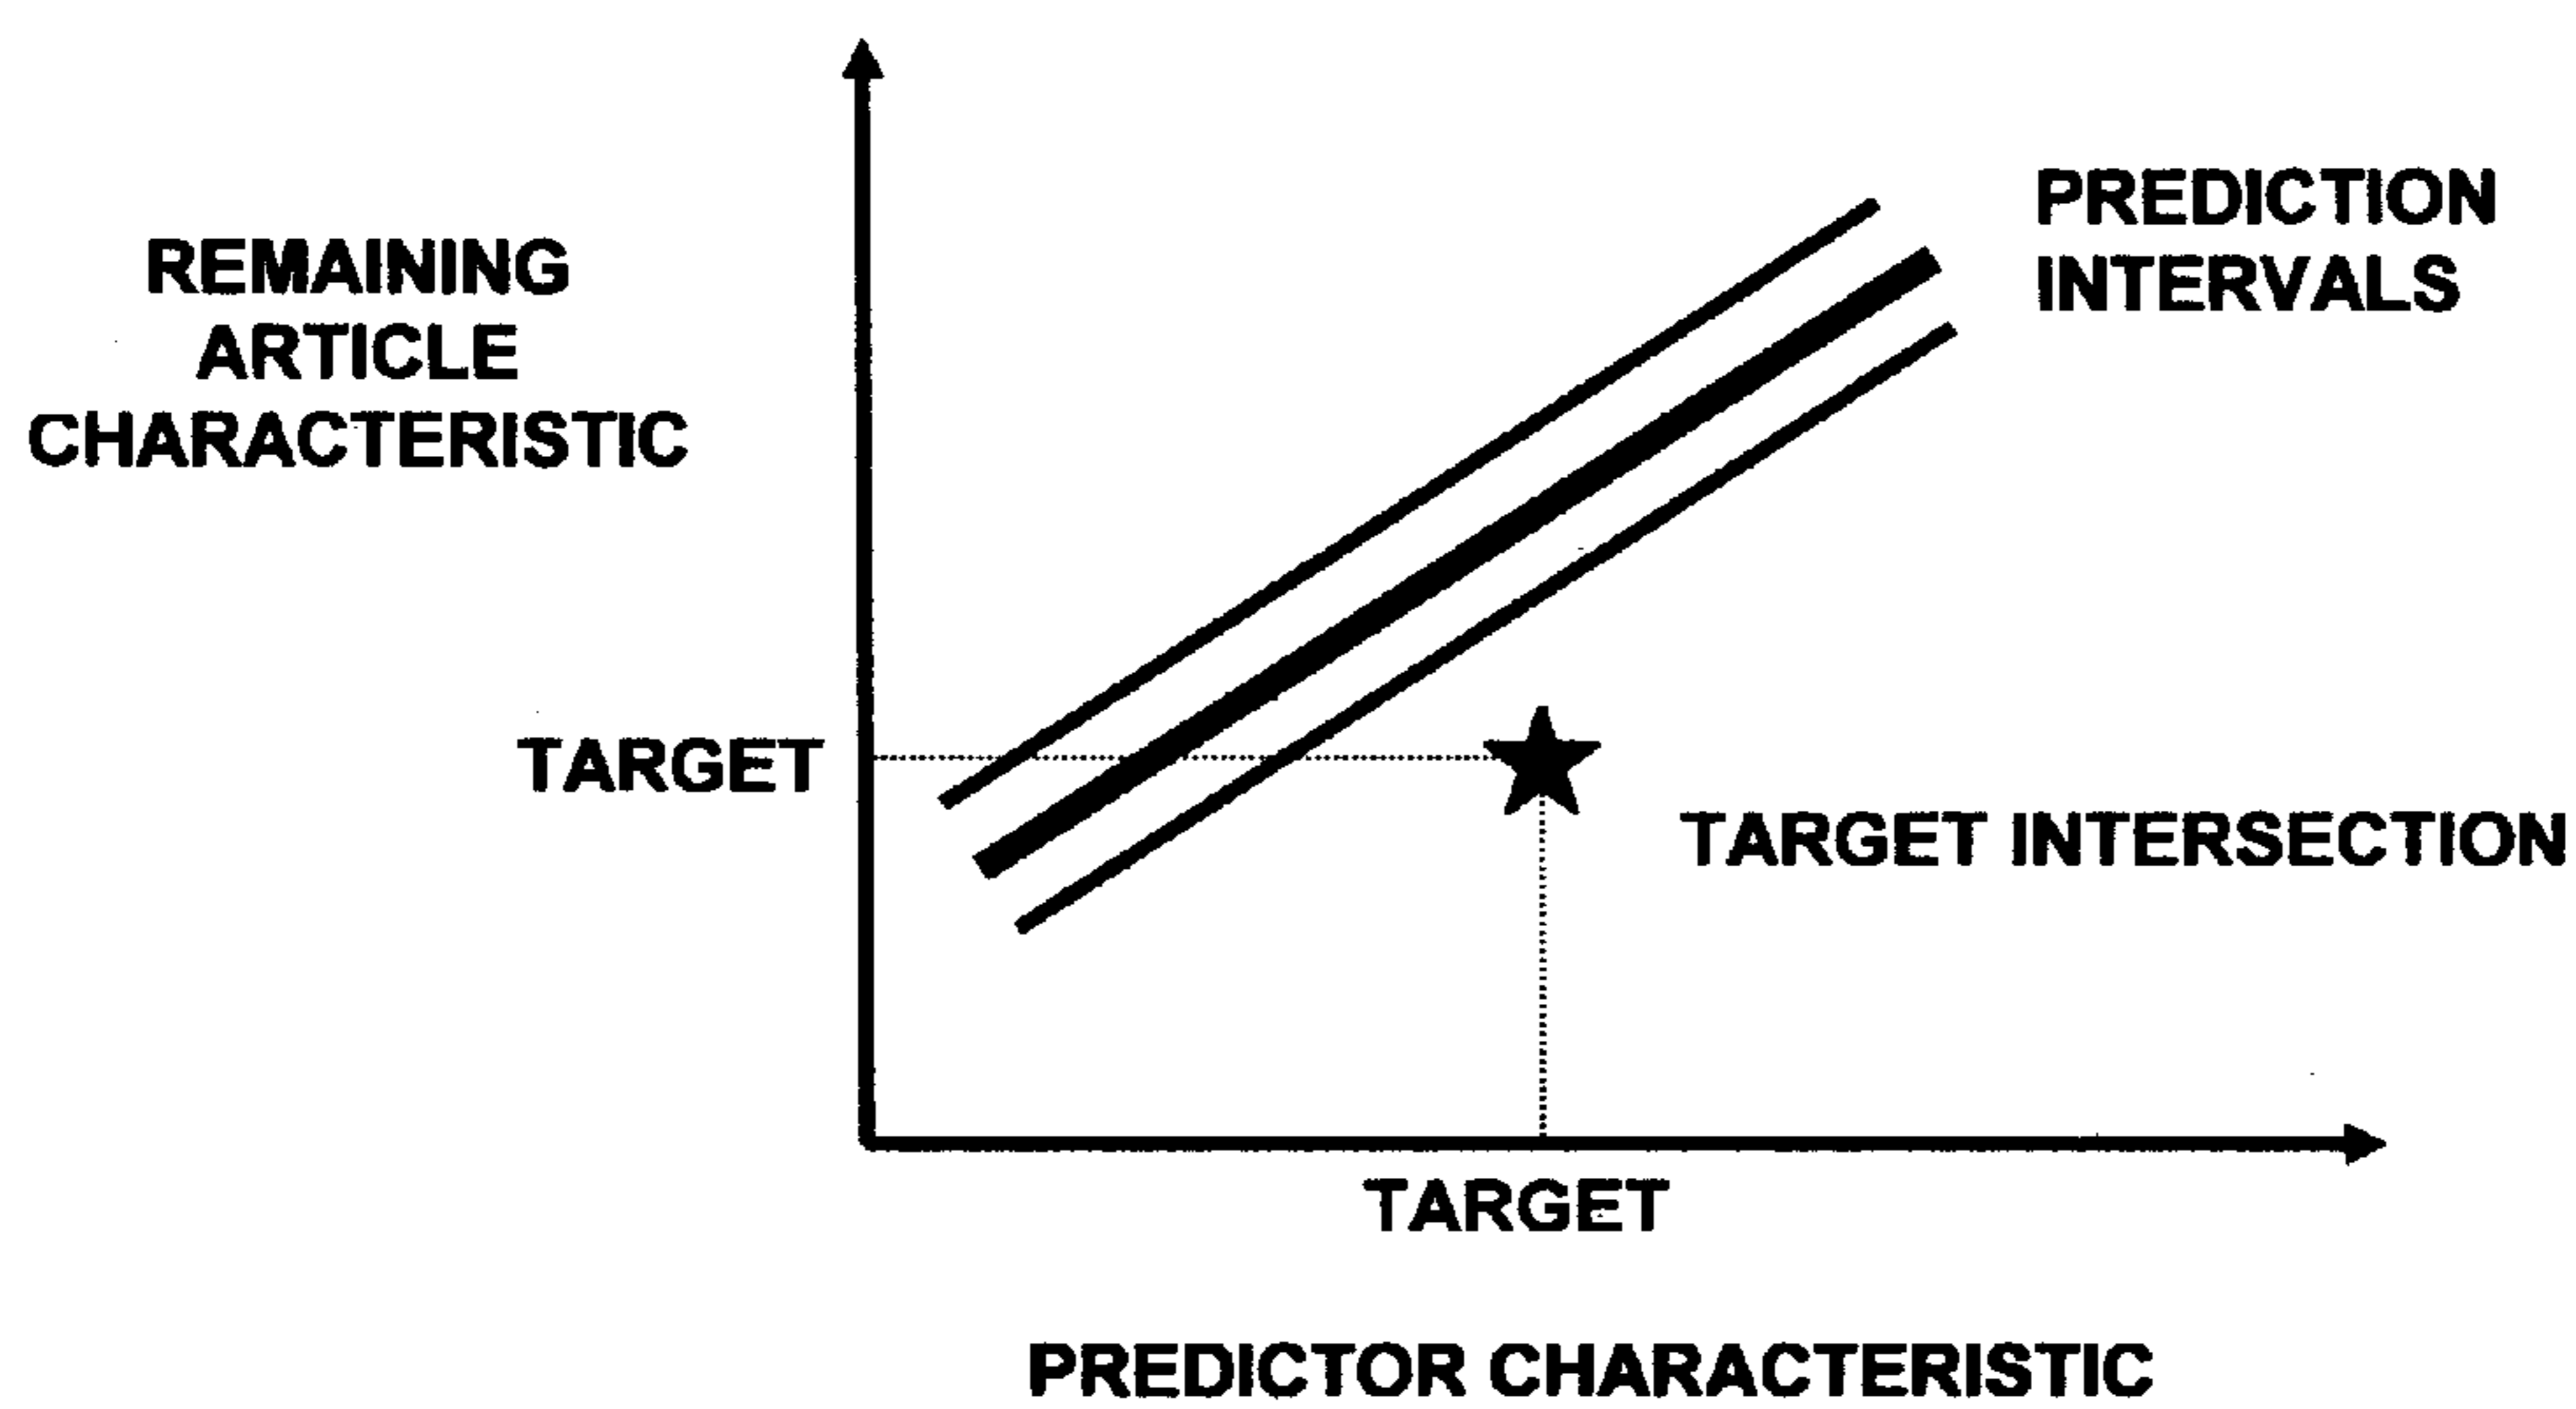 PREDICTION
INTERVALS
REMAINING
ARTICLE
CHARACTERISTIC
TARGET
TARGET INTERSECTION
TARGET
PREDICTOR CHARACTERISTIC